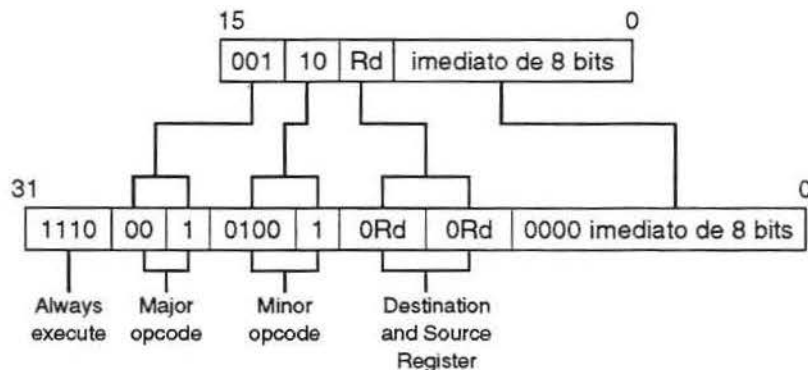 15 0
001 10 Rd imediato de 8 bits
31 0
1110 00 1 0100 1 0Rd 0Rd 0000 imediato de 8 bits
Always Major Minor Destination
execute opcode opcode and Source
Register